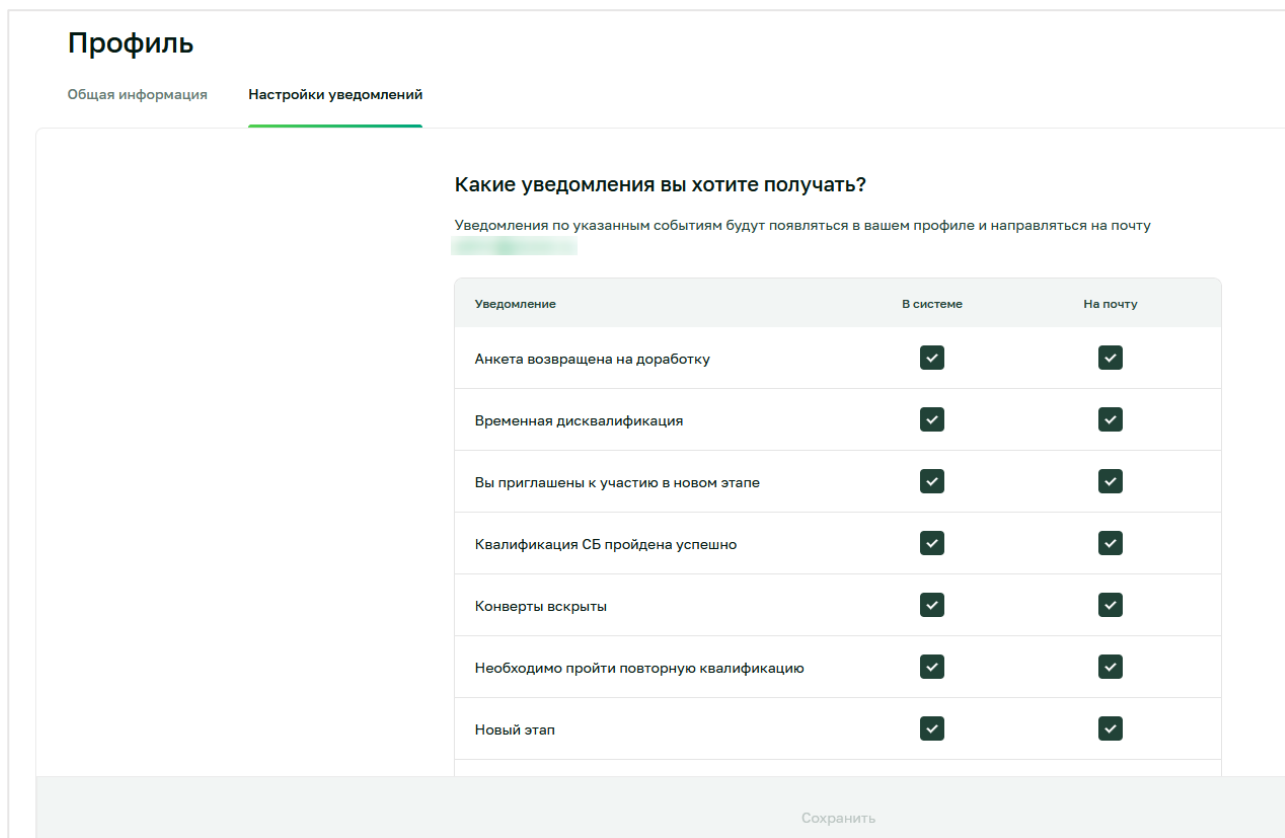 Профиль
Общая информация Настройки уведомлений
Какие уведомления вы хотите получать?
Уведомления по указанным событиям будут появляться в вашем профиле и направляться на почту
Уведомление В системе На почту
Анкета возвращена на доработку
Временная дисквалификация
Вы приглашены к участию в новом этапе
Квалификация СБ пройдена успешно
Конверты вскрыты
Необходимо пройти повторную квалификацию
Новый этап
Сохранить